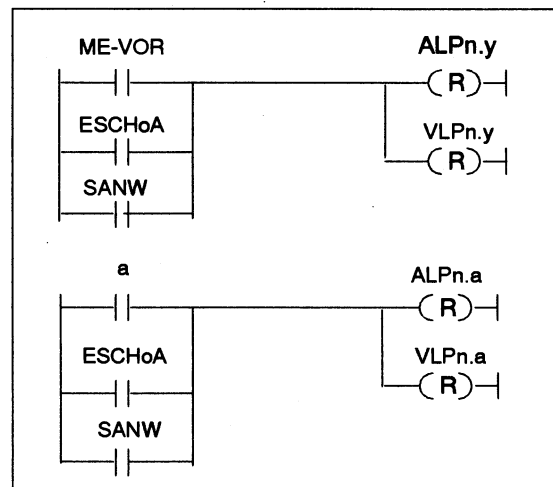 ME-VOR ALPn.y
( R )
ESCHoA VLPn.y
( R )
SANW
a ALPn.a
( R )
ESCHoA VLPn.a
( R )
SANW